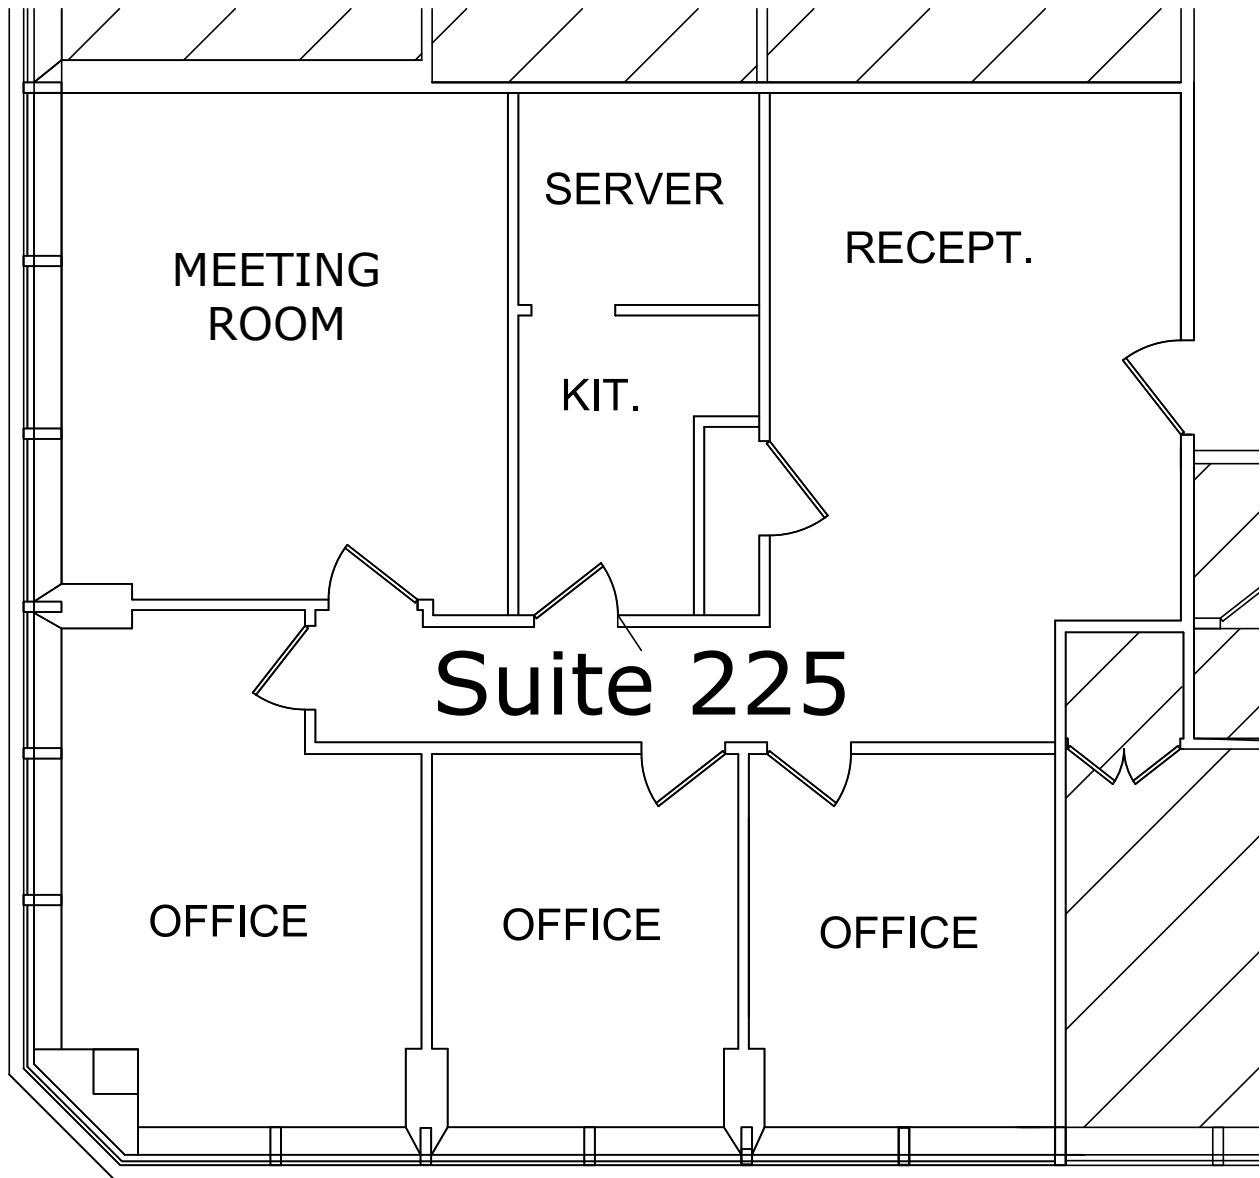 SERVER
RECEPT.
MEETING
ROOM
KIT.
Suite 225
OFFICE
OFFICE
OFFICE